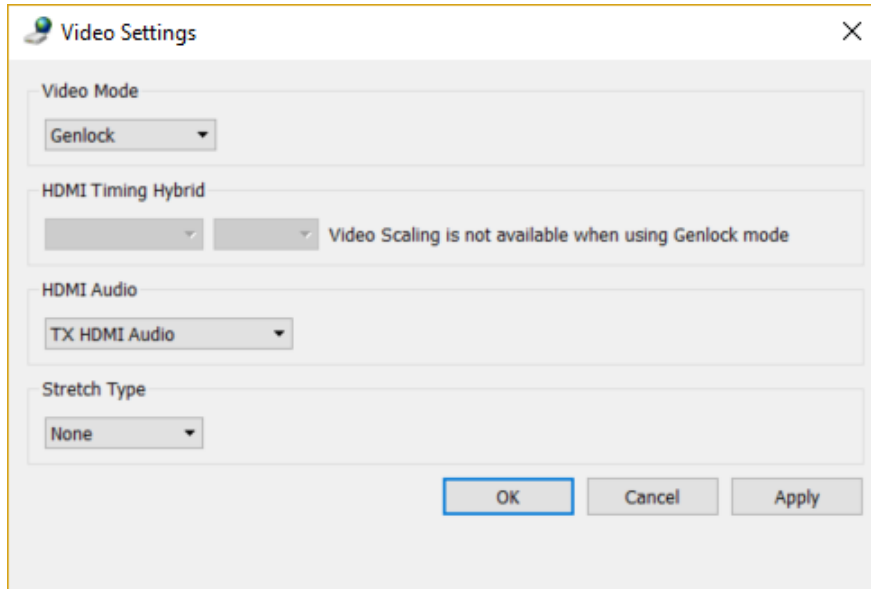 Video Settings
Video Mode
Genlock
HDMI Timing Hybrid
Video Scaling is not available when using Genlock mode
HDMI Audio
TX HDMI Audio
Stretch Type
None
OK Cancel Apply